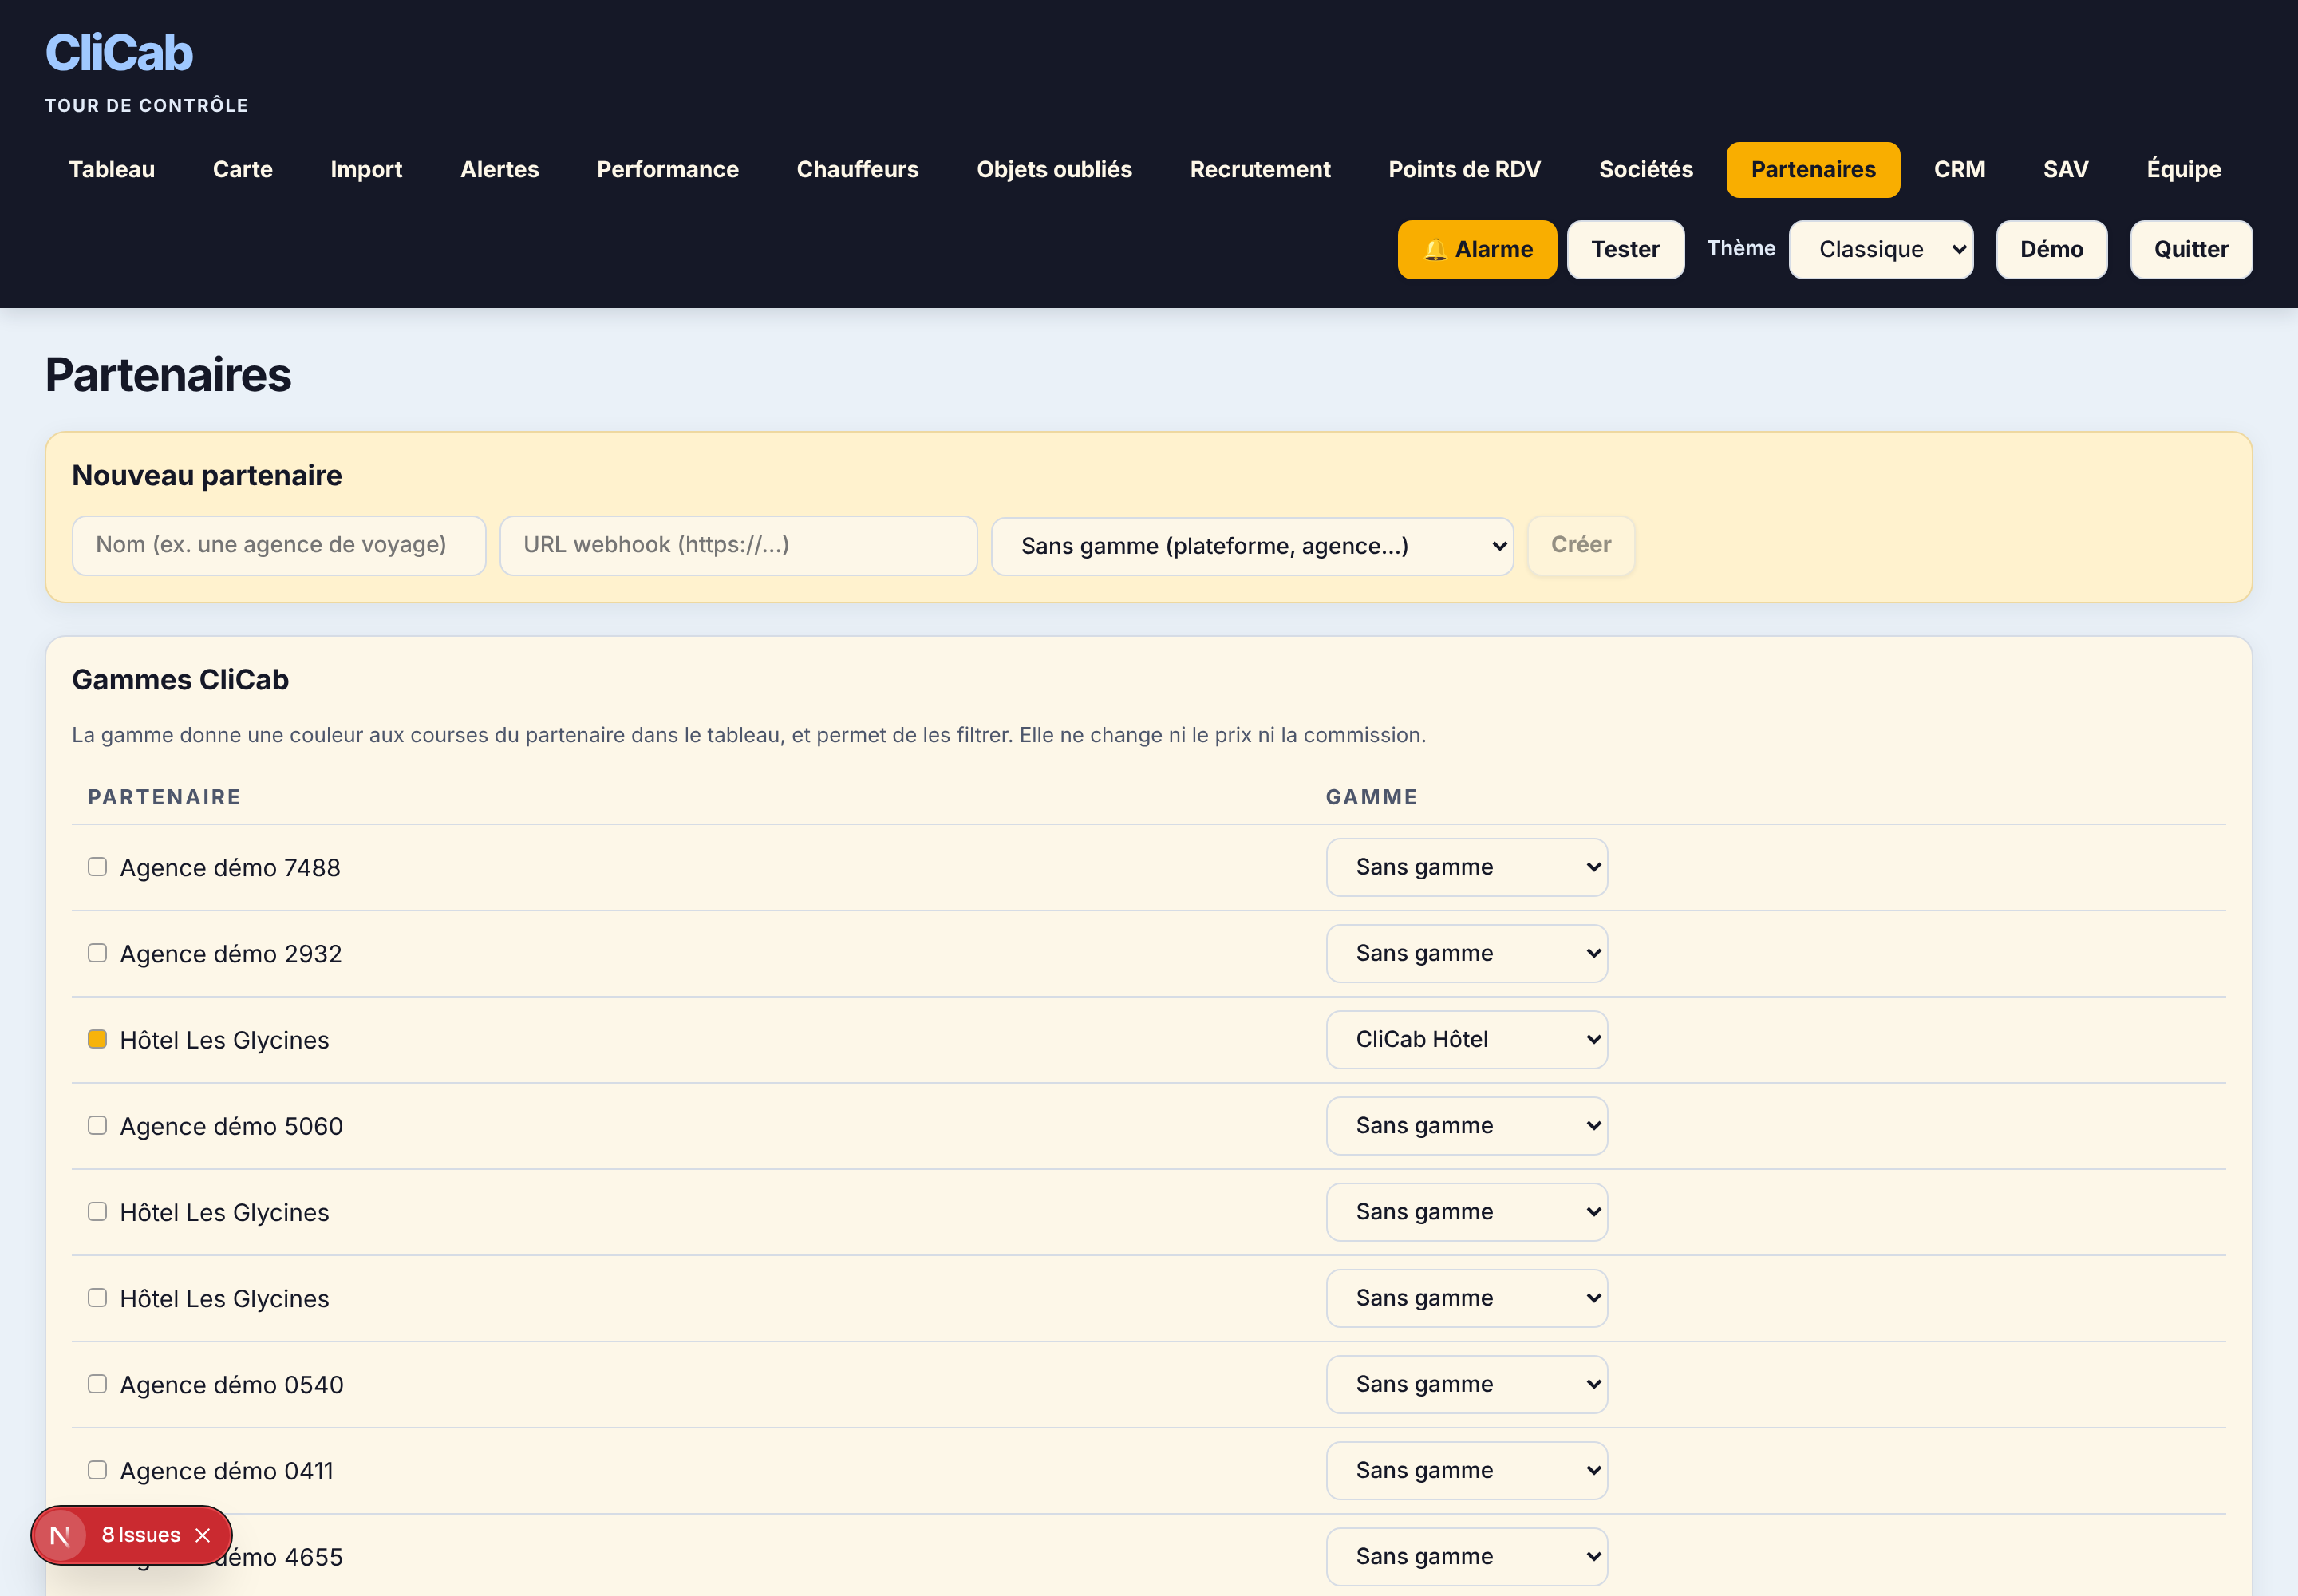 CliCab
TOUR DE CONTRÔLE
Tableau Carte Import Alertes Performance Chauffeurs Objets oubliés Recrutement Points de RDV Sociétés Partenaires CRM SAV Équipe
🔔 Alarme Tester Thème Classique Démo Quitter
Partenaires
Nouveau partenaire
Nom (ex. une agence de voyage) URL webhook (https://...) Sans gamme (plateforme, agence...) Créer
Gammes CliCab
La gamme donne une couleur aux courses du partenaire dans le tableau, et permet de les filtrer. Elle ne change ni le prix ni la commission.
PARTENAIRE GAMME
Agence démo 7488 Sans gamme
Agence démo 2932 Sans gamme
Hôtel Les Glycines CliCab Hôtel
Agence démo 5060 Sans gamme
Hôtel Les Glycines Sans gamme
Hôtel Les Glycines Sans gamme
Agence démo 0540 Sans gamme
Agence démo 0411 Sans gamme
N 8 Issues
démo 4655 Sans gamme